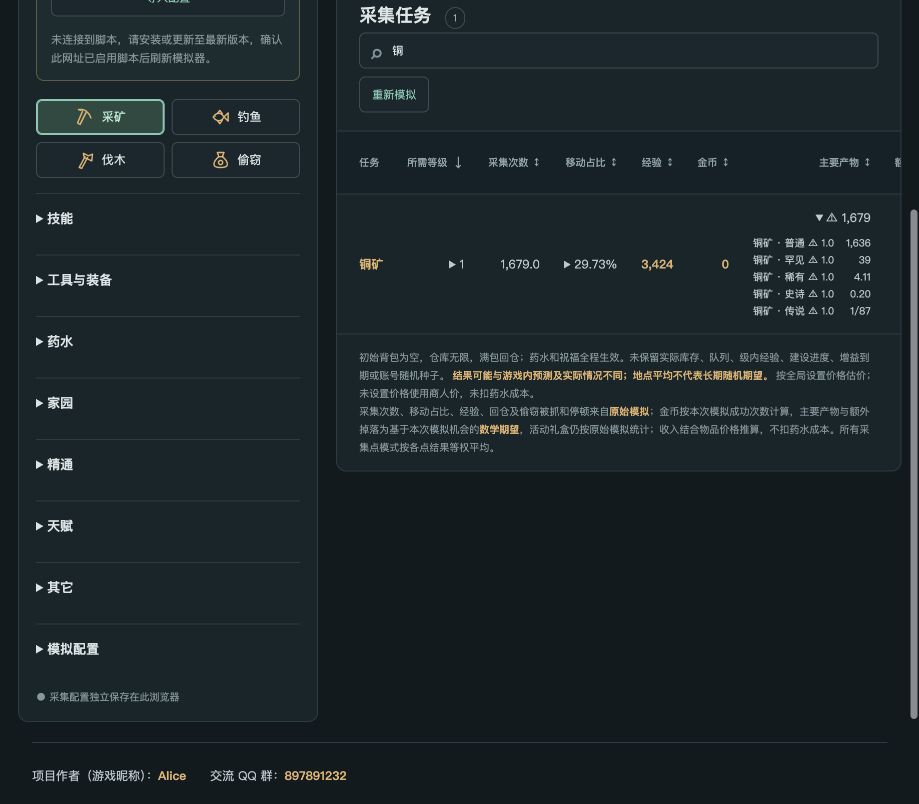 未连接到脚本，请安装或更新至最新版本，确认
此网址已启用脚本后刷新模拟器。
采矿
钓鱼
伐木
偷窃
▶ 技能
▶ 工具与装备
▶ 药水
▶ 家园
▶ 精通
▶ 天赋
▶ 其它
▶ 模拟配置
采集配置独立保存在此浏览器
采集任务 1
铜
重新模拟
任务 所需等级 ↓ 采集次数 ↕ 移动占比 ↕ 经验 ↕ 金币 ↕ 主要产物 ↕
▼ ⚠ 1,679
铜矿 ▶ 1 1,679.0 ▶ 29.73% 3,424 0
铜矿 · 普通 ⚠ 1.0 1,636
铜矿 · 罕见 ⚠ 1.0 39
铜矿 · 稀有 ⚠ 1.0 4.11
铜矿 · 史诗 ⚠ 1.0 0.20
铜矿 · 传说 ⚠ 1.0 1/87
初始背包为空，仓库无限，满包回仓；药水和祝福全程生效。未保留实际库存、队列、级内经验、建设进度、增益到
期或账号随机种子。 结果可能与游戏内预测及实际情况不同；地点平均不代表长期随机期望。 按全局设置价格估价；
未设置价格使用商人价，未扣药水成本。
采集次数、移动占比、经验、回仓及偷窃被抓和停顿来自原始模拟；金币按本次模拟成功次数计算，主要产物与额外
掉落为基于本次模拟机会的数学期望，活动礼盒仍按原始模拟统计；收入结合物品价格推算，不扣药水成本。所有采
集点模式按各点结果等权平均。
项目作者（游戏昵称）：Alice 交流 QQ 群：897891232